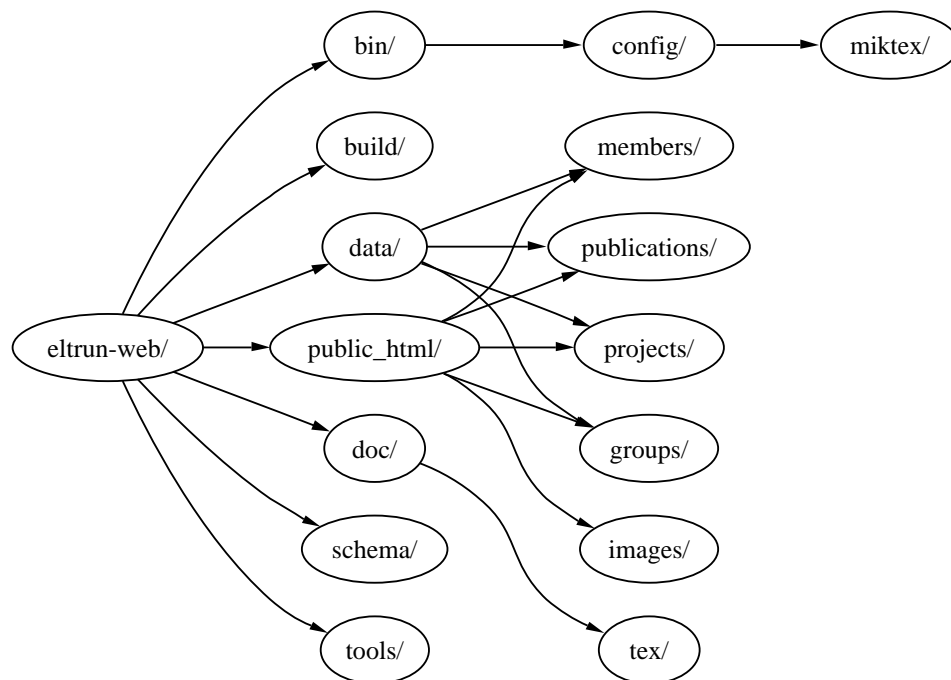 bin/
config/
miktex/
build/
members/
data/
publications/
eltrun-web/
public_html/
projects/
doc/
groups/
schema/
images/
tools/
tex/